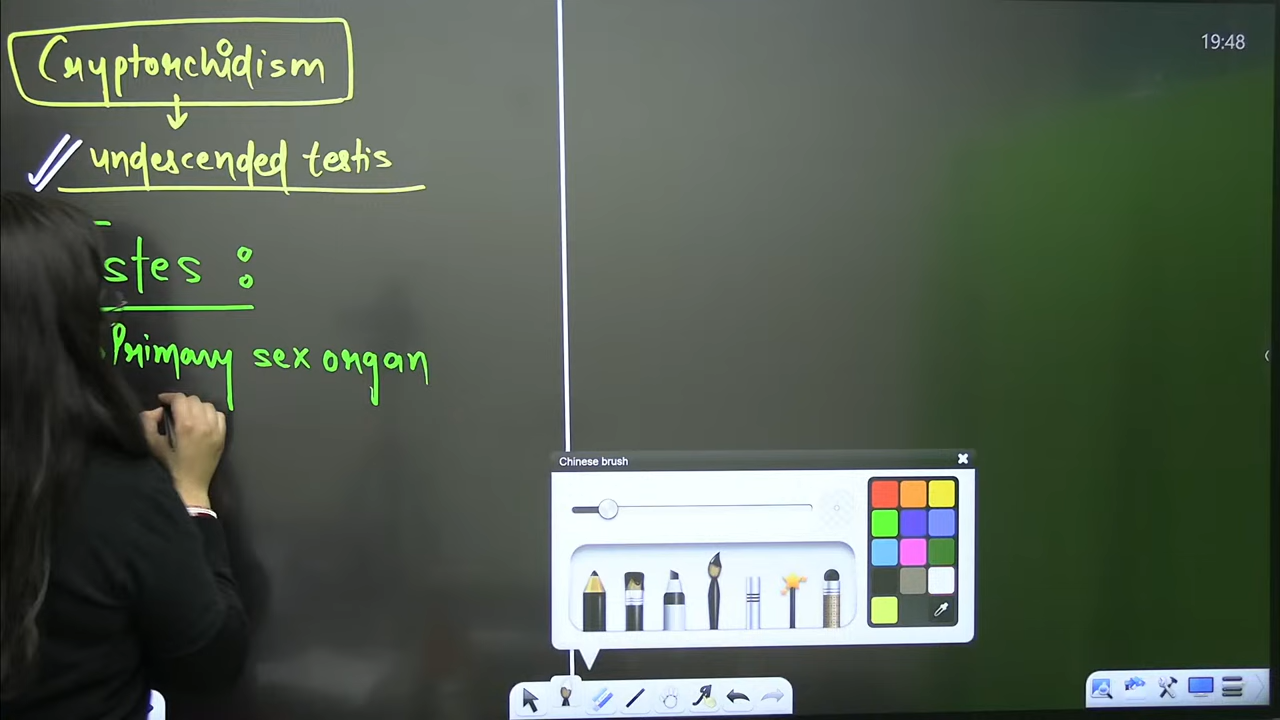 Cryptorchidism
undescended testis
stes :
Primary sex organ
19:48
Chinese brush